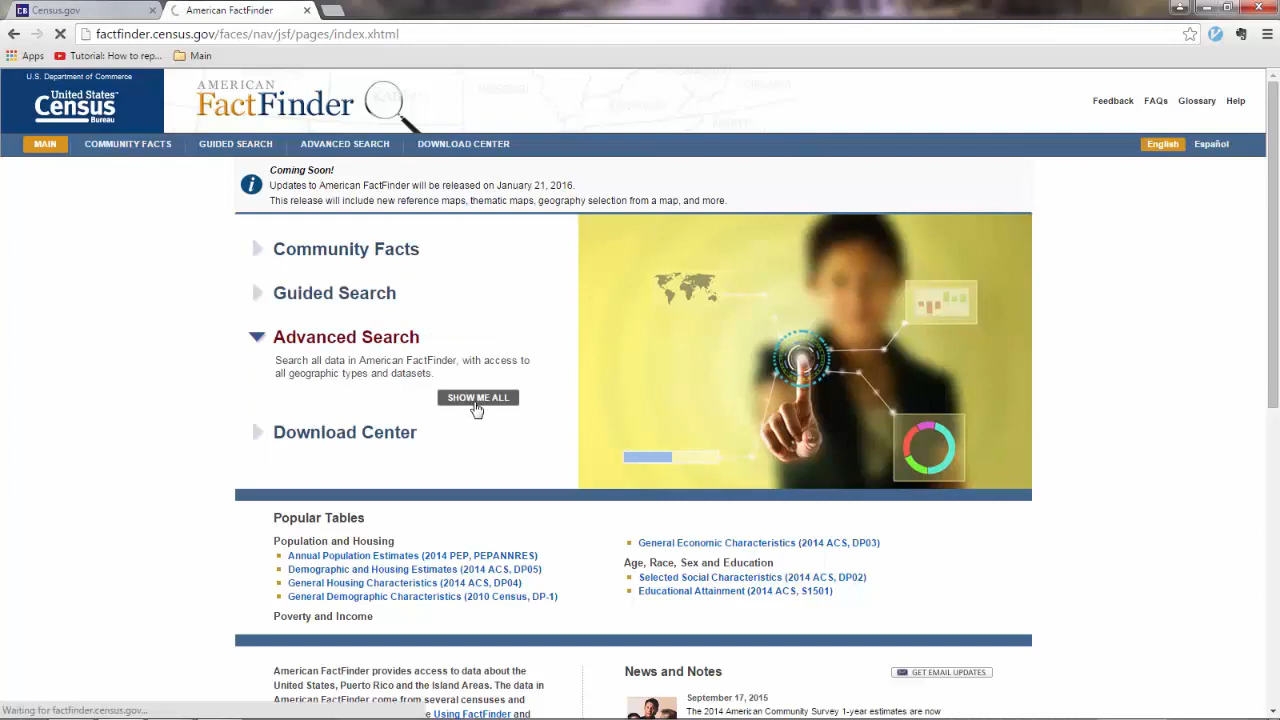 Census.gov
American FactFinder
factfinder.census.gov/faces/nav/jsf/pages/index.xhtml
Apps
Tutorial: How to rep...
Main
U.S. Department of Commerce
United States™
Census
Bureau
AMERICAN
FactFinder
Feedback FAQs Glossary Help
MAIN COMMUNITY FACTS GUIDED SEARCH ADVANCED SEARCH DOWNLOAD CENTER English Español
Coming Soon!
Updates to American FactFinder will be released on January 21, 2016.
This release will include new reference maps, thematic maps, geography selection from a map, and more.
Community Facts
Guided Search
Advanced Search
Search all data in American FactFinder, with access to
all geographic types and datasets.
SHOW ME ALL
Download Center
Popular Tables
Population and Housing
Annual Population Estimates (2014 PEP, PEPANNRES)
Demographic and Housing Estimates (2014 ACS, DP05)
General Housing Characteristics (2014 ACS, DP04)
General Demographic Characteristics (2010 Census, DP-1)
Poverty and Income
General Economic Characteristics (2014 ACS, DP03)
Age, Race, Sex and Education
Selected Social Characteristics (2014 ACS, DP02)
Educational Attainment (2014 ACS, S1501)
American FactFinder provides access to data about the
United States, Puerto Rico and the Island Areas. The data in
American FactFinder come from several censuses and
Using FactFinder and
News and Notes
GET EMAIL UPDATES
September 17, 2015
The 2014 American Community Survey 1-year estimates are now
Waiting for factfinder.census.gov...